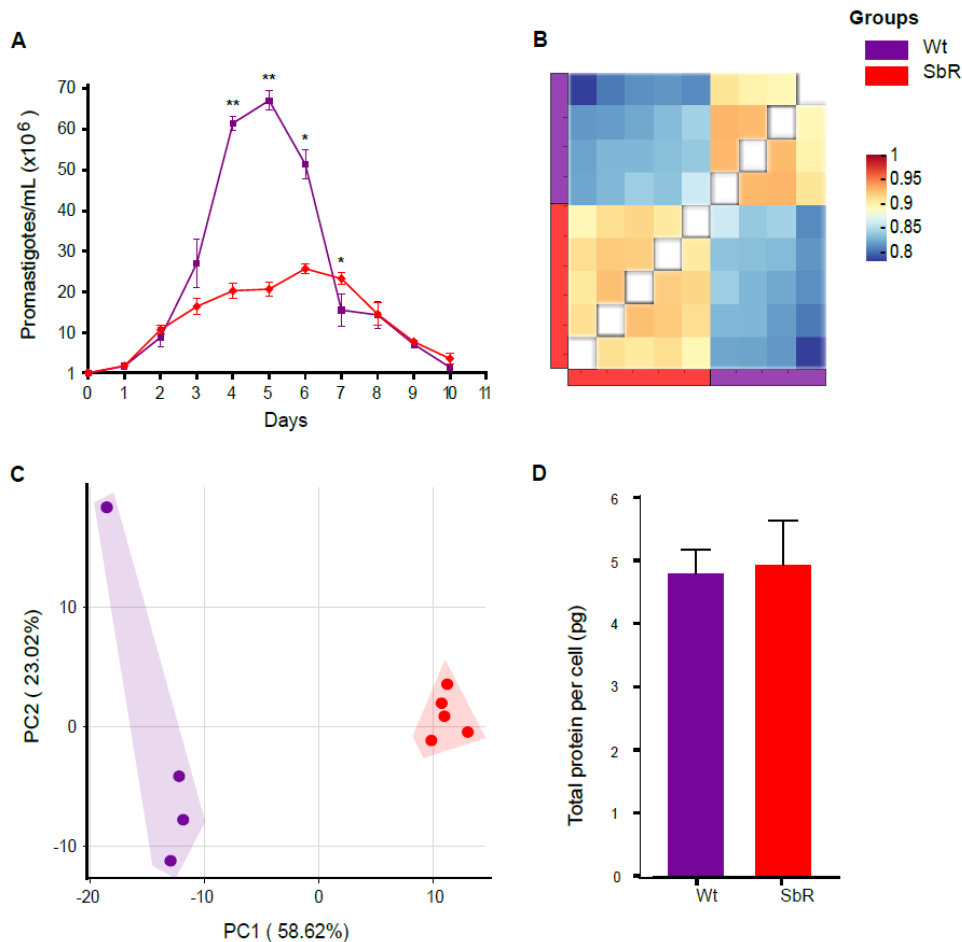 A
Promastigotes/mL (x10⁶)
70
60
50
40
30
20
10
1
**
**
*
*
0 1 2 3 4 5 6 7 8 9 10 11
Days
B
Groups
Wt
SbR
1
0.95
0.9
0.85
0.8
C
PC2 ( 23.02%)
10
0
-10
-20 -10 0 10
PC1 ( 58.62%)
D
Total protein per cell (pg)
6
5
4
3
2
1
0
Wt SbR